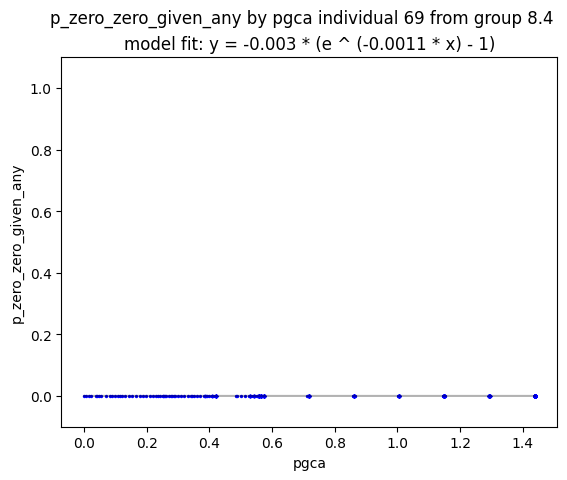 p_zero_zero_given_any by pgca individual 69 from group 8.4
model fit: y = -0.003 * (e ^ (-0.0011 * x) - 1)
1.0
0.8
0.6
0.4
0.2
0.0
p_zero_zero_given_any
0.0 0.2 0.4 0.6 0.8 1.0 1.2 1.4
pgca